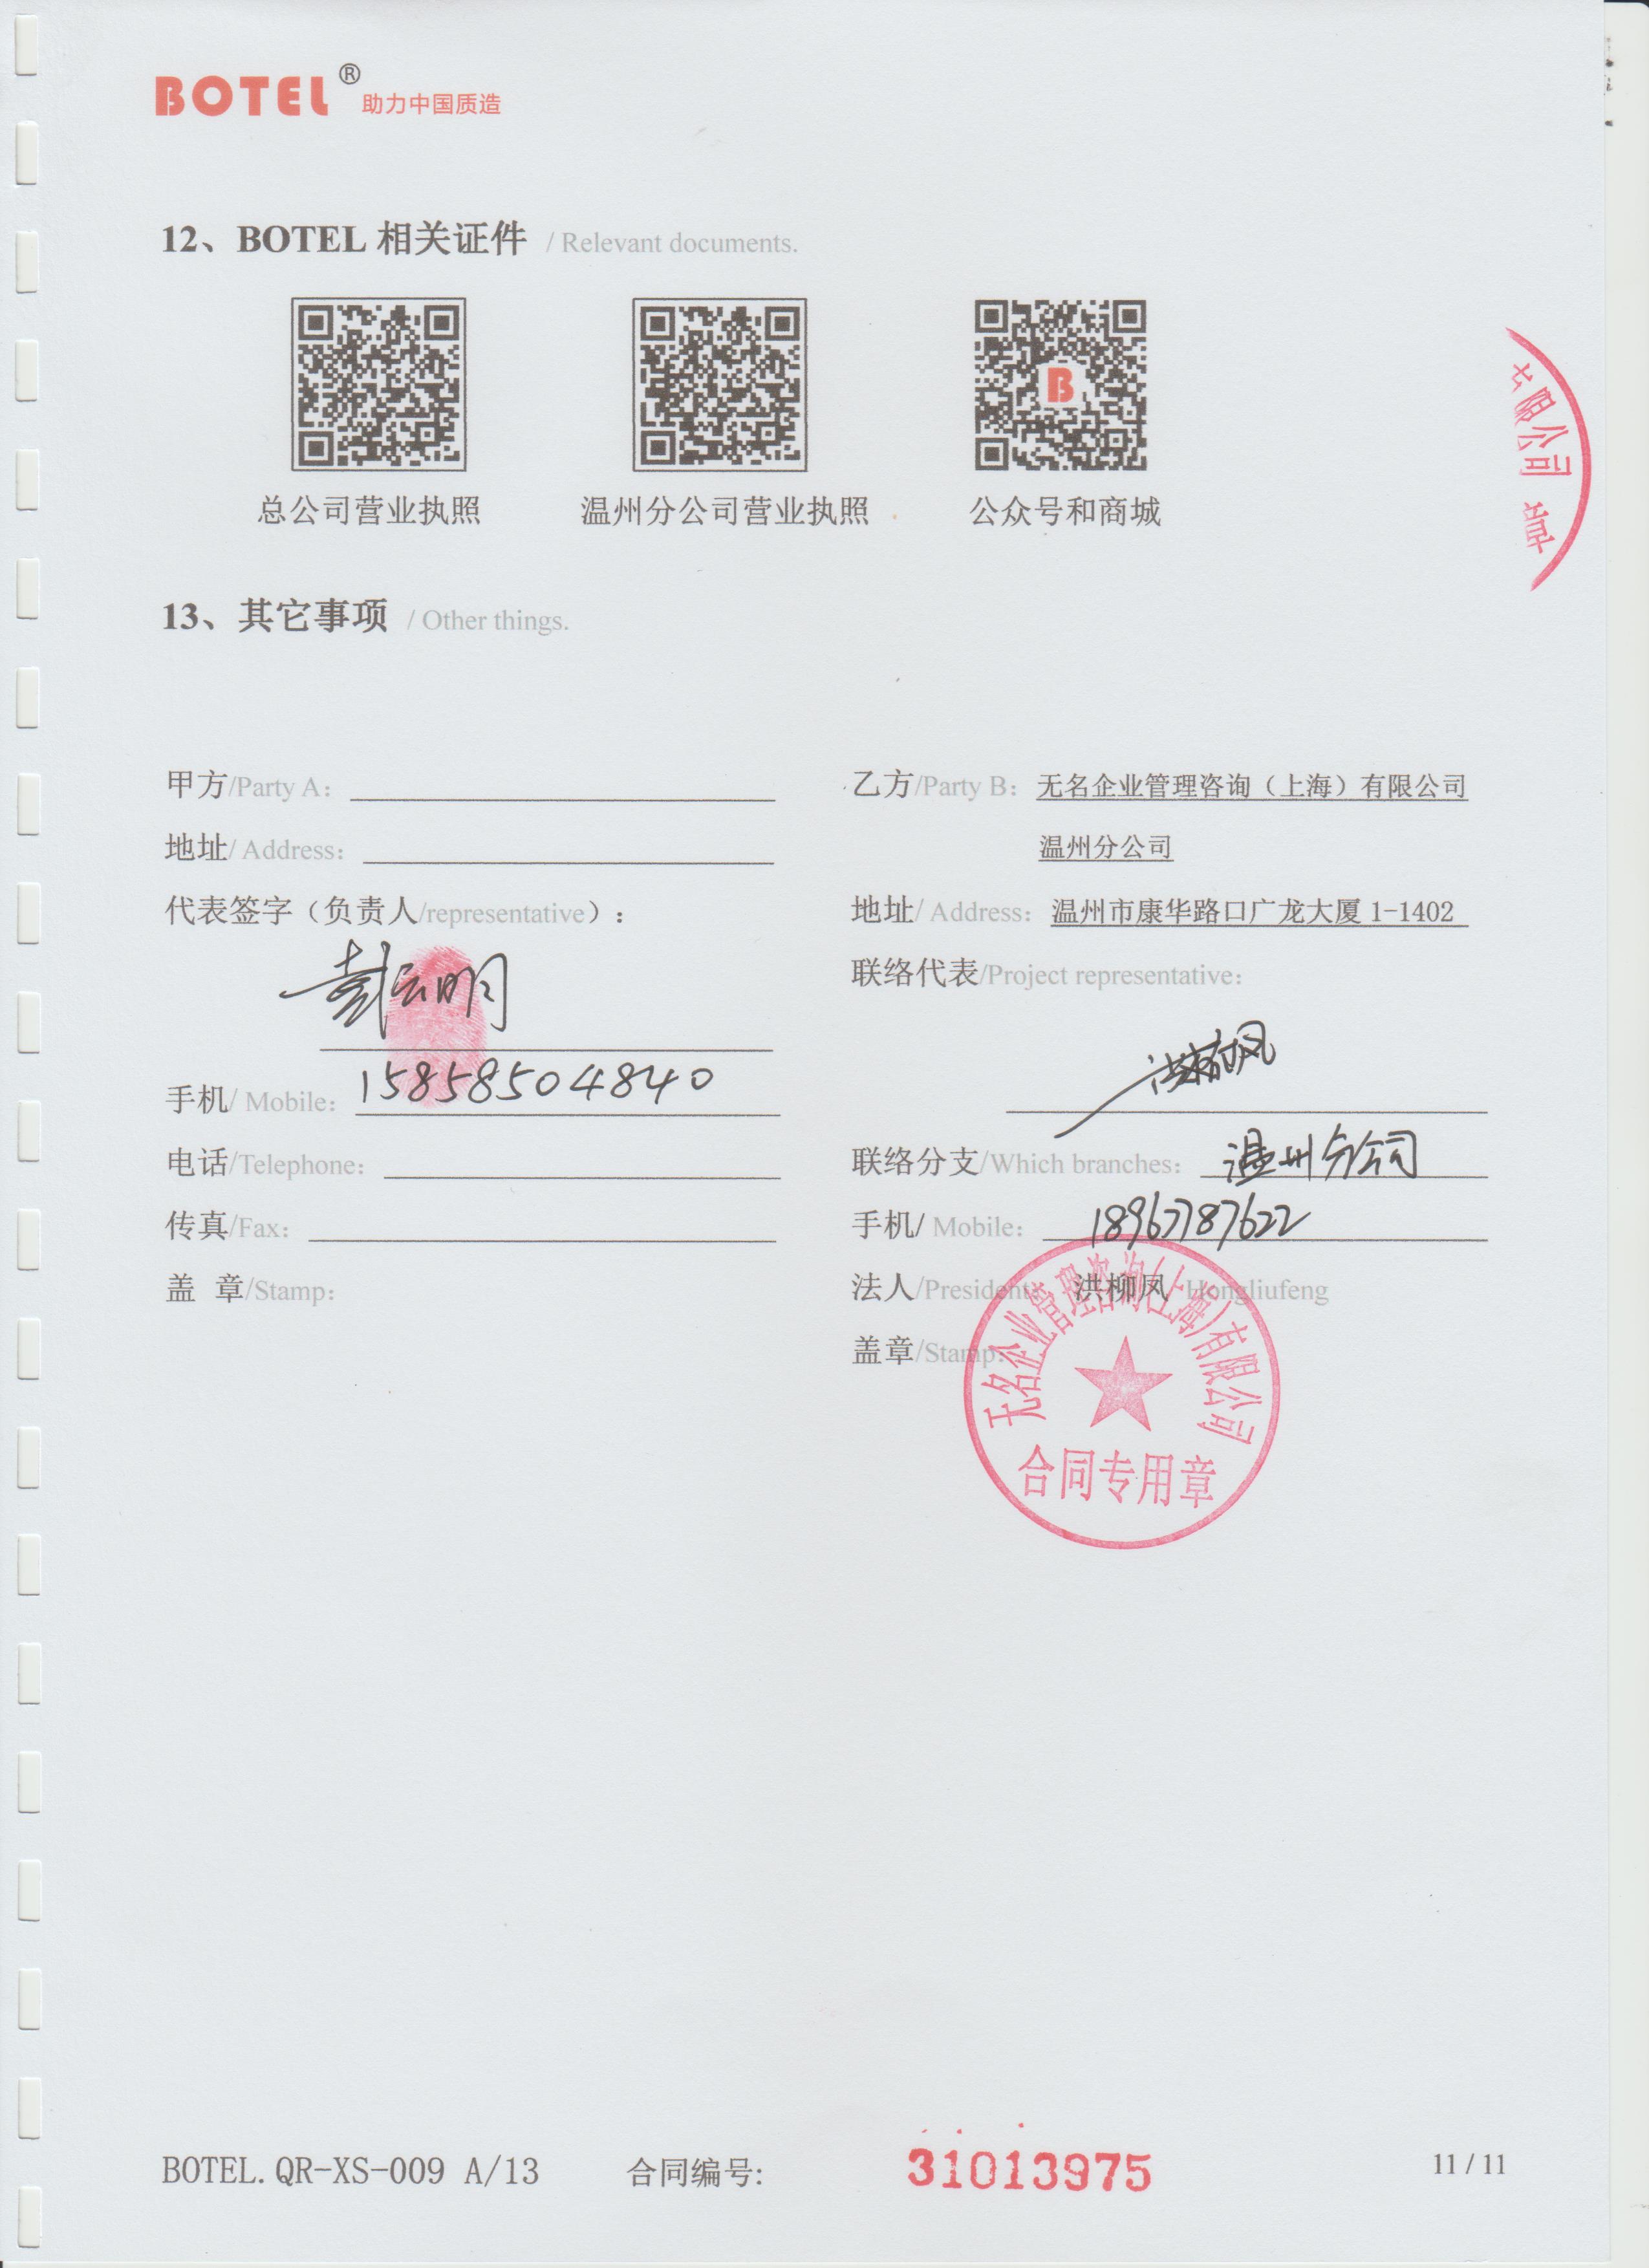 BOTEL® 助力中国质造
12、BOTEL 相关证件 / Relevant documents.
B
总公司营业执照 温州分公司营业执照 公众号和商城
限公司
章
13、其它事项 / Other things.
甲方/Party A：
地址/ Address：
代表签字（负责人/representative）：
彭云明
手机/ Mobile： 15858504840
电话/Telephone：
传真/Fax：
盖 章/Stamp：
乙方/Party B：无名企业管理咨询（上海）有限公司
温州分公司
地址/ Address：温州市康华路口广龙大厦 1-1402
联络代表/Project representative：
洪柳凤
联络分支/Which branches： 温州分公司
手机/ Mobile： 18967787622
法人/President： 洪柳凤 Hongliufeng
盖章/Stamp：
无名企业管理咨询(上海)有限公司
合同专用章
BOTEL.QR-XS-009 A/13 合同编号: 31013975 11 / 11